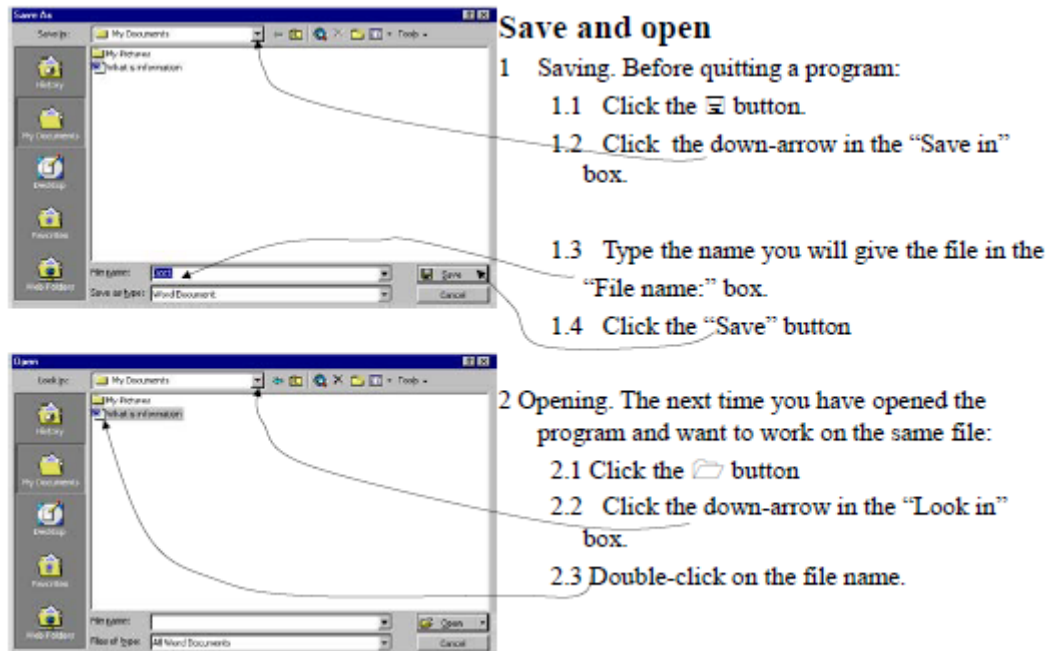 Save As
Save in:
My Documents
Tools
My Pictures
What is information
History
My Documents
Desktop
Favorites
Web Folders
File name:
Save
Save as type: Word Document
Cancel
Save and open
1 Saving. Before quitting a program:
1.1 Click the button.
1.2 Click the down-arrow in the “Save in”
box.
1.3 Type the name you will give the file in the
“File name:” box.
1.4 Click the “Save” button
Open
Look in:
My Documents
Tools
My Pictures
What is information
History
My Documents
Desktop
Favorites
Web Folders
File name:
Open
Files of type: All Word Documents
Cancel
2 Opening. The next time you have opened the
program and want to work on the same file:
2.1 Click the button
2.2 Click the down-arrow in the “Look in”
box.
2.3 Double-click on the file name.